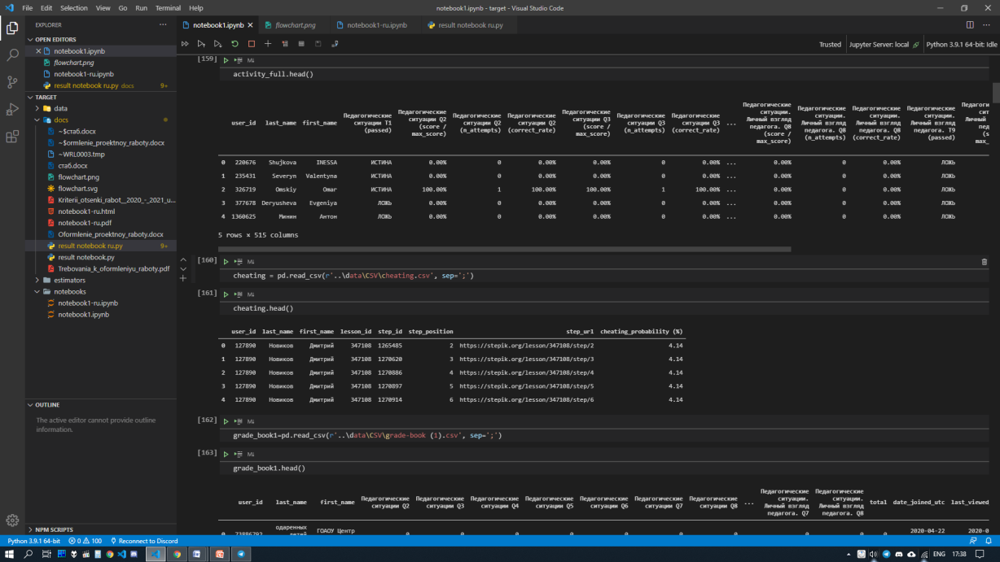 File Edit Selection View Go Run Terminal Help
notebook1.ipynb - target - Visual Studio Code
EXPLORER
OPEN EDITORS
notebook1.ipynb
flowchart.png
notebook1-ru.ipynb
result notebook ru.py docs 9+
TARGET
data
docs
~$стаб.docx
~$ormlenie_proektnoy_raboty.docx
~WRL0003.tmp
стаб.docx
flowchart.png
flowchart.svg
Kriterii_otsenki_rabot__2020_-_2021_u...
notebook1-ru.html
notebook1-ru.pdf
Oformlenie_proektnoy_raboty.docx
result notebook ru.py 9+
result notebook.py
Trebovania_k_oformleniyu_raboty.pdf
estimators
notebooks
notebook1-ru.ipynb
notebook1.ipynb
OUTLINE
The active editor cannot provide outline
information.
NPM SCRIPTS
notebook1.ipynb flowchart.png notebook1-ru.ipynb result notebook ru.py
Trusted Jupyter Server: local Python 3.9.1 64-bit: Idle
[159] M↓
activity_full.head()
user_id last_name first_name Педагогические ситуации T1 (passed) Педагогические ситуации Q2 (score / max_score) Педагогические ситуации Q2 (n_attempts) Педагогические ситуации Q2 (correct_rate) Педагогические ситуации Q3 (score / max_score) Педагогические ситуации Q3 (n_attempts) Педагогические ситуации Q3 (correct_rate) ... Педагогические ситуации. Личный взгляд педагога. Q8 (score / max_score) Педагогические ситуации. Личный взгляд педагога. Q8 (n_attempts) Педагогические ситуации. Личный взгляд педагога. Q8 (correct_rate) Педагогические ситуации. Личный взгляд педагога. T9 (passed)
0 220676 Shujkova INESSA ИСТИНА 0.00% 0 0.00% 0.00% 0 0.00% ... 0.00% 0 0.00% ЛОЖЬ
1 235431 Severyn Valentyna ИСТИНА 0.00% 0 0.00% 0.00% 0 0.00% ... 0.00% 0 0.00% ЛОЖЬ
2 326719 Omskiy Omar ИСТИНА 100.00% 1 100.00% 100.00% 1 100.00% ... 0.00% 0 0.00% ЛОЖЬ
3 377678 Deryusheva Evgeniya ЛОЖЬ 0.00% 0 0.00% 0.00% 0 0.00% ... 0.00% 0 0.00% ЛОЖЬ
4 1360625 Минин Антон ЛОЖЬ 0.00% 0 0.00% 0.00% 0 0.00% ... 0.00% 0 0.00% ЛОЖЬ
5 rows × 515 columns
[160] M↓
cheating = pd.read_csv(r'..\data\CSV\cheating.csv', sep=';')
[161] M↓
cheating.head()
user_id last_name first_name lesson_id step_id step_position step_url cheating_probability (%)
0 127890 Новиков Дмитрий 347108 1265485 2 https://stepik.org/lesson/347108/step/2 4.14
1 127890 Новиков Дмитрий 347108 1270620 3 https://stepik.org/lesson/347108/step/3 4.14
2 127890 Новиков Дмитрий 347108 1270886 4 https://stepik.org/lesson/347108/step/4 4.14
3 127890 Новиков Дмитрий 347108 1270897 5 https://stepik.org/lesson/347108/step/5 4.14
4 127890 Новиков Дмитрий 347108 1270914 6 https://stepik.org/lesson/347108/step/6 4.14
[162] M↓
grade_book1=pd.read_csv(r'..\data\CSV\grade-book (1).csv', sep=';')
[163] M↓
grade_book1.head()
user_id last_name first_name Педагогические ситуации Q2 Педагогические ситуации Q3 Педагогические ситуации Q4 Педагогические ситуации Q5 Педагогические ситуации Q6 Педагогические ситуации Q7 Педагогические ситуации Q8 ... Педагогические ситуации. Личный взгляд педагога. Q7 Педагогические ситуации. Личный взгляд педагога. Q8 total date_joined_utc last_viewed
одаренных ГОАОУ Центр 2020-04-22 2020-0
Python 3.9.1 64-bit 0 100 Reconnect to Discord
ENG 17:38